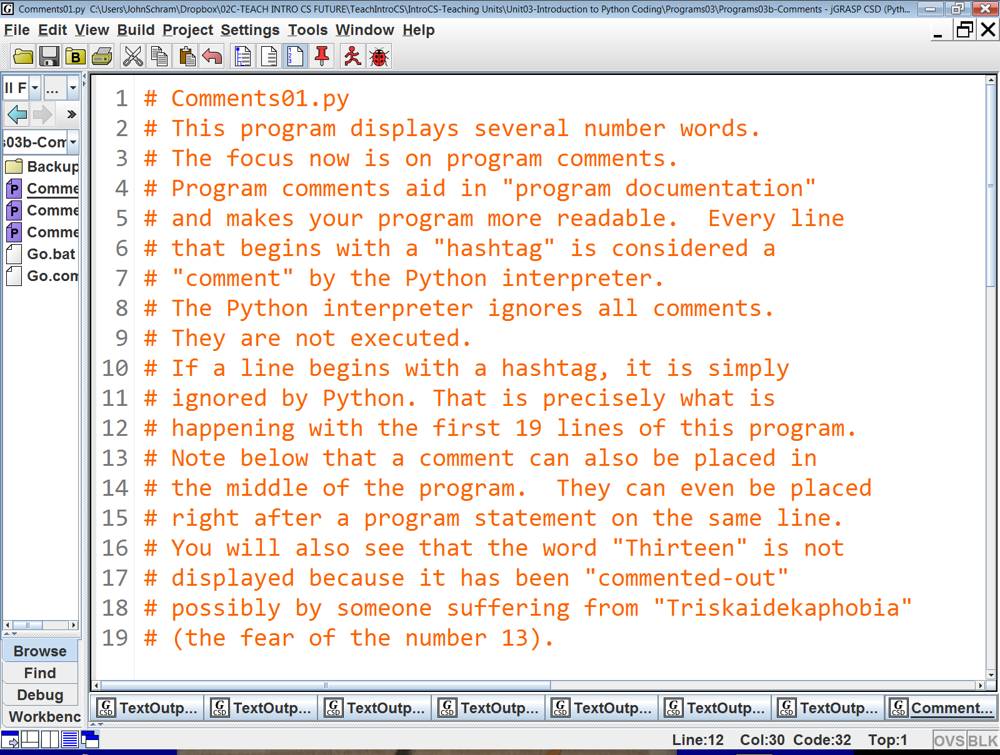 Comments01.py C:\Users\JohnSchram\Dropbox\02C-TEACH INTRO CS FUTURE\TeachIntroCS\IntroCS-Teaching Units\Unit03-Introduction to Python Coding\Programs03\Programs03b-Comments - jGRASP CSD (Pyth...
File Edit View Build Project Settings Tools Window Help
ll F ...
s03b-Com
Backup
Comme
Comme
Comme
Go.bat
Go.com
1 # Comments01.py
2 # This program displays several number words.
3 # The focus now is on program comments.
4 # Program comments aid in "program documentation"
5 # and makes your program more readable.  Every line
6 # that begins with a "hashtag" is considered a
7 # "comment" by the Python interpreter.
8 # The Python interpreter ignores all comments.
9 # They are not executed.
10 # If a line begins with a hashtag, it is simply
11 # ignored by Python. That is precisely what is
12 # happening with the first 19 lines of this program.
13 # Note below that a comment can also be placed in
14 # the middle of the program.  They can even be placed
15 # right after a program statement on the same line.
16 # You will also see that the word "Thirteen" is not
17 # displayed because it has been "commented-out"
18 # possibly by someone suffering from "Triskaidekaphobia"
19 # (the fear of the number 13).
Browse
Find
Debug
Workbenc
TextOutp... TextOutp... TextOutp... TextOutp... TextOutp... TextOutp... TextOutp... Comment...
Line:12 Col:30 Code:32 Top:1 OVS BLK